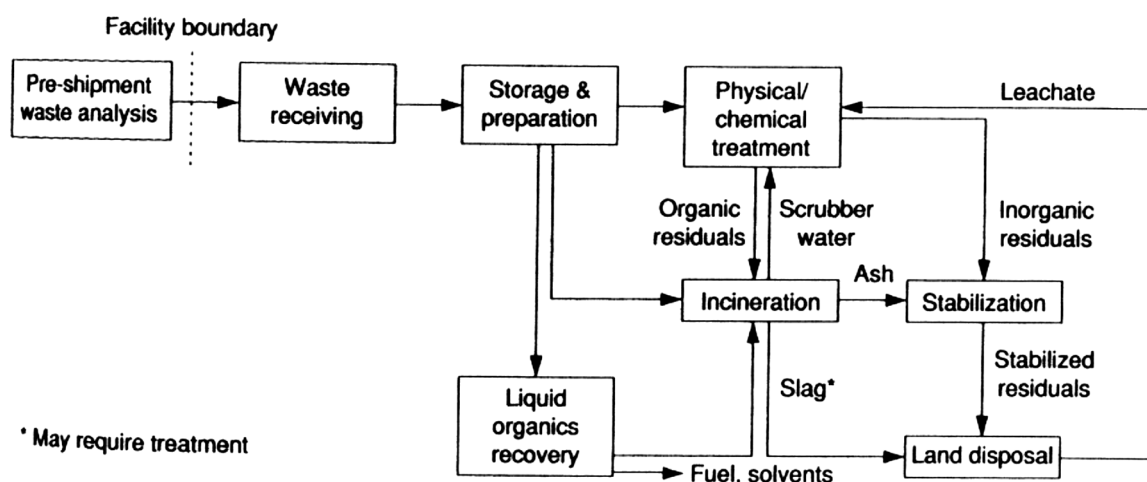 Facility boundary
Pre-shipment
waste analysis
Waste
receiving
Storage &
preparation
Physical/
chemical
treatment
Leachate
Organic
residuals
Scrubber
water
Inorganic
residuals
Incineration
Ash
Stabilization
Stabilized
residuals
Slag*
Liquid
organics
recovery
Land disposal
Fuel, solvents
* May require treatment